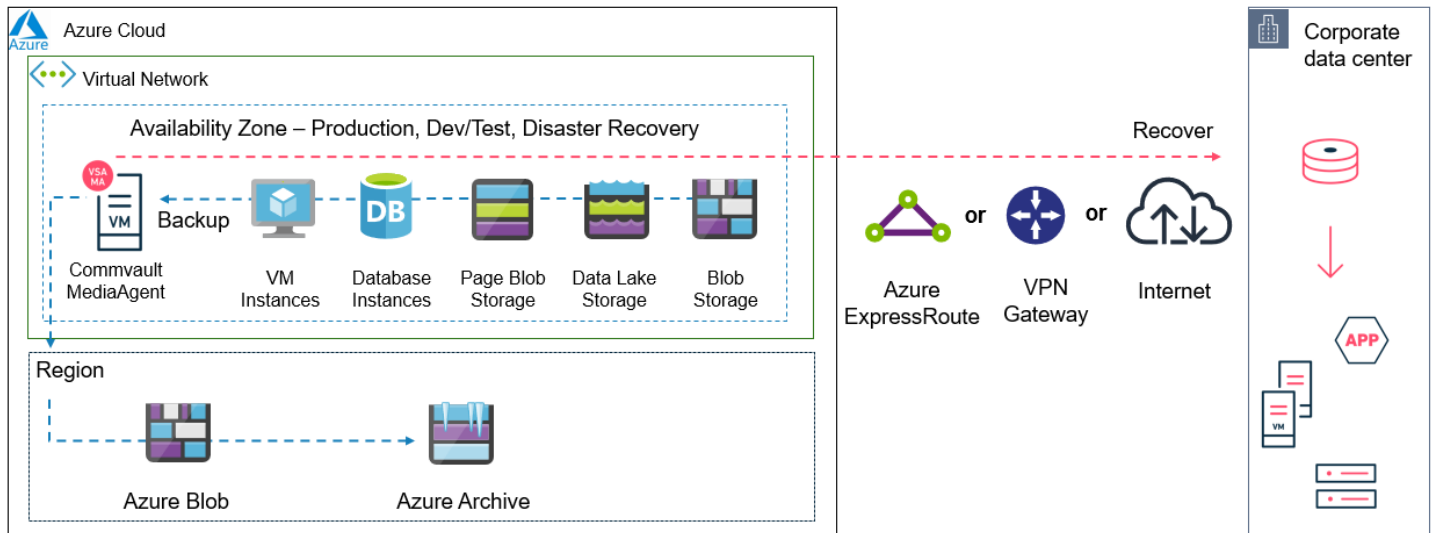 Azure
Azure Cloud
Virtual Network
Availability Zone – Production, Dev/Test, Disaster Recovery
VSA
MA
VM
Commvault
MediaAgent
Backup
VM
Instances
DB
Database
Instances
Page Blob
Storage
Data Lake
Storage
Blob
Storage
Region
Azure Blob
Azure Archive
Recover
Azure
ExpressRoute
or
VPN
Gateway
or
Internet
Corporate
data center
APP
VM